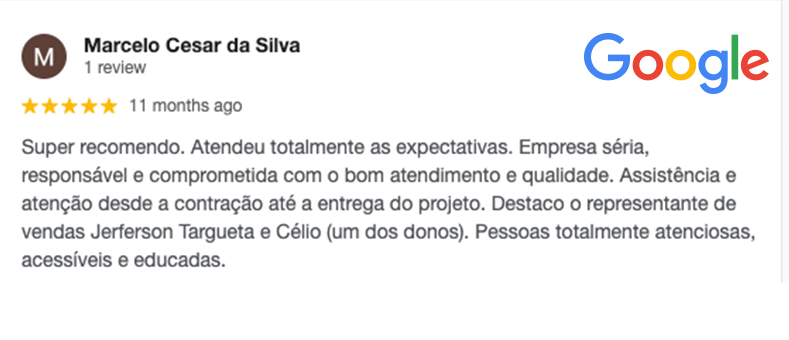 Marcelo Cesar da Silva
Google
M
1 review
11 months ago
Super recomendo. Atendeu totalmente as expectativas. Empresa séria,
responsável e comprometida com o bom atendimento e qualidade. Assistência e
atenção desde a contração até a entrega do projeto. Destaco o representante de
vendas Jerferson Targueta e Célio (um dos donos). Pessoas totalmente atenciosas,
acessíveis e educadas.